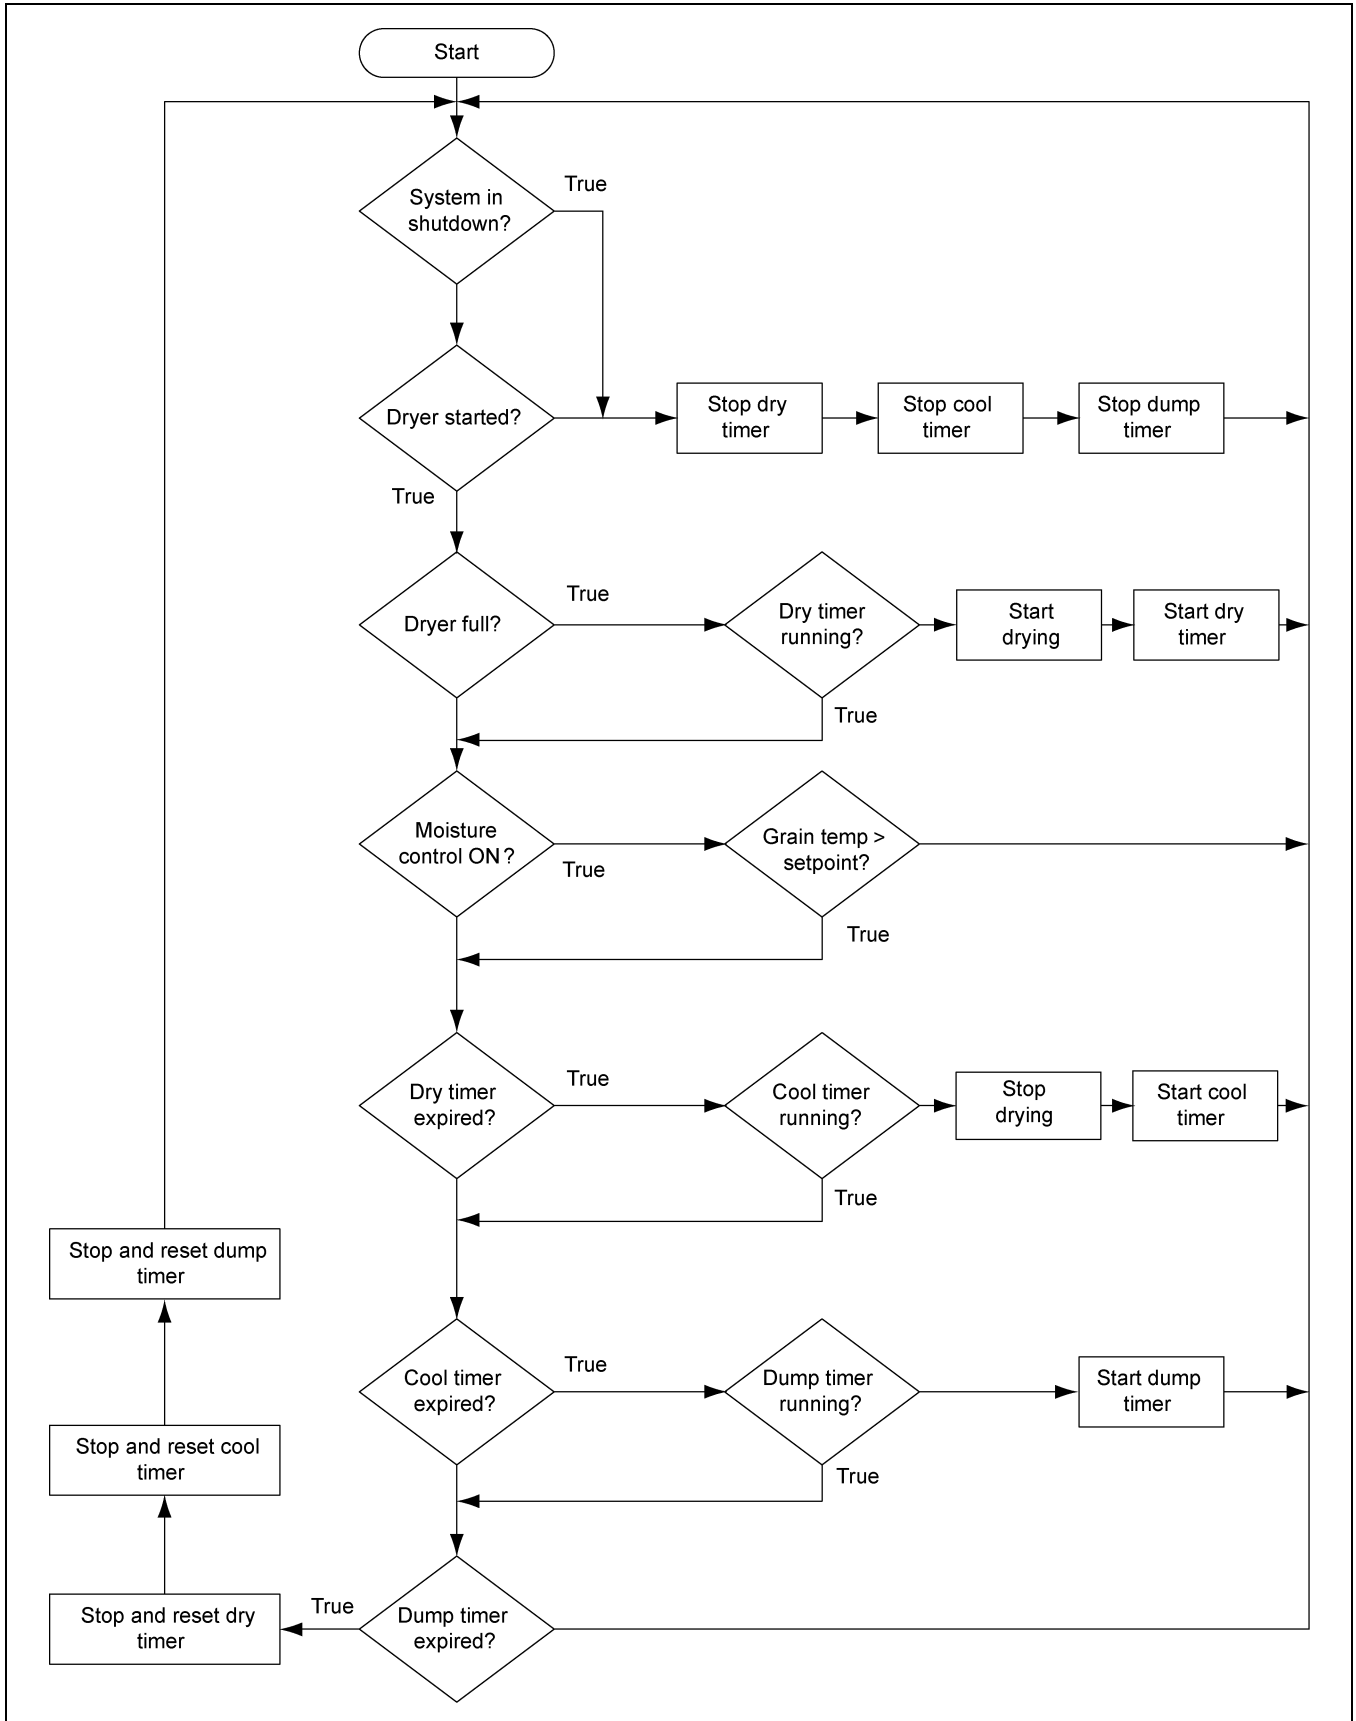 Start
System in
shutdown?
True
Dryer started?
True
Stop dry
timer
Stop cool
timer
Stop dump
timer
Dryer full?
True
Dry timer
running?
True
Start
drying
Start dry
timer
Moisture
control ON?
True
Grain temp >
setpoint?
True
Dry timer
expired?
True
Cool timer
running?
True
Stop
drying
Start cool
timer
Cool timer
expired?
True
Dump timer
running?
True
Start dump
timer
Dump timer
expired?
True
Stop and reset dry
timer
Stop and reset cool
timer
Stop and reset dump
timer